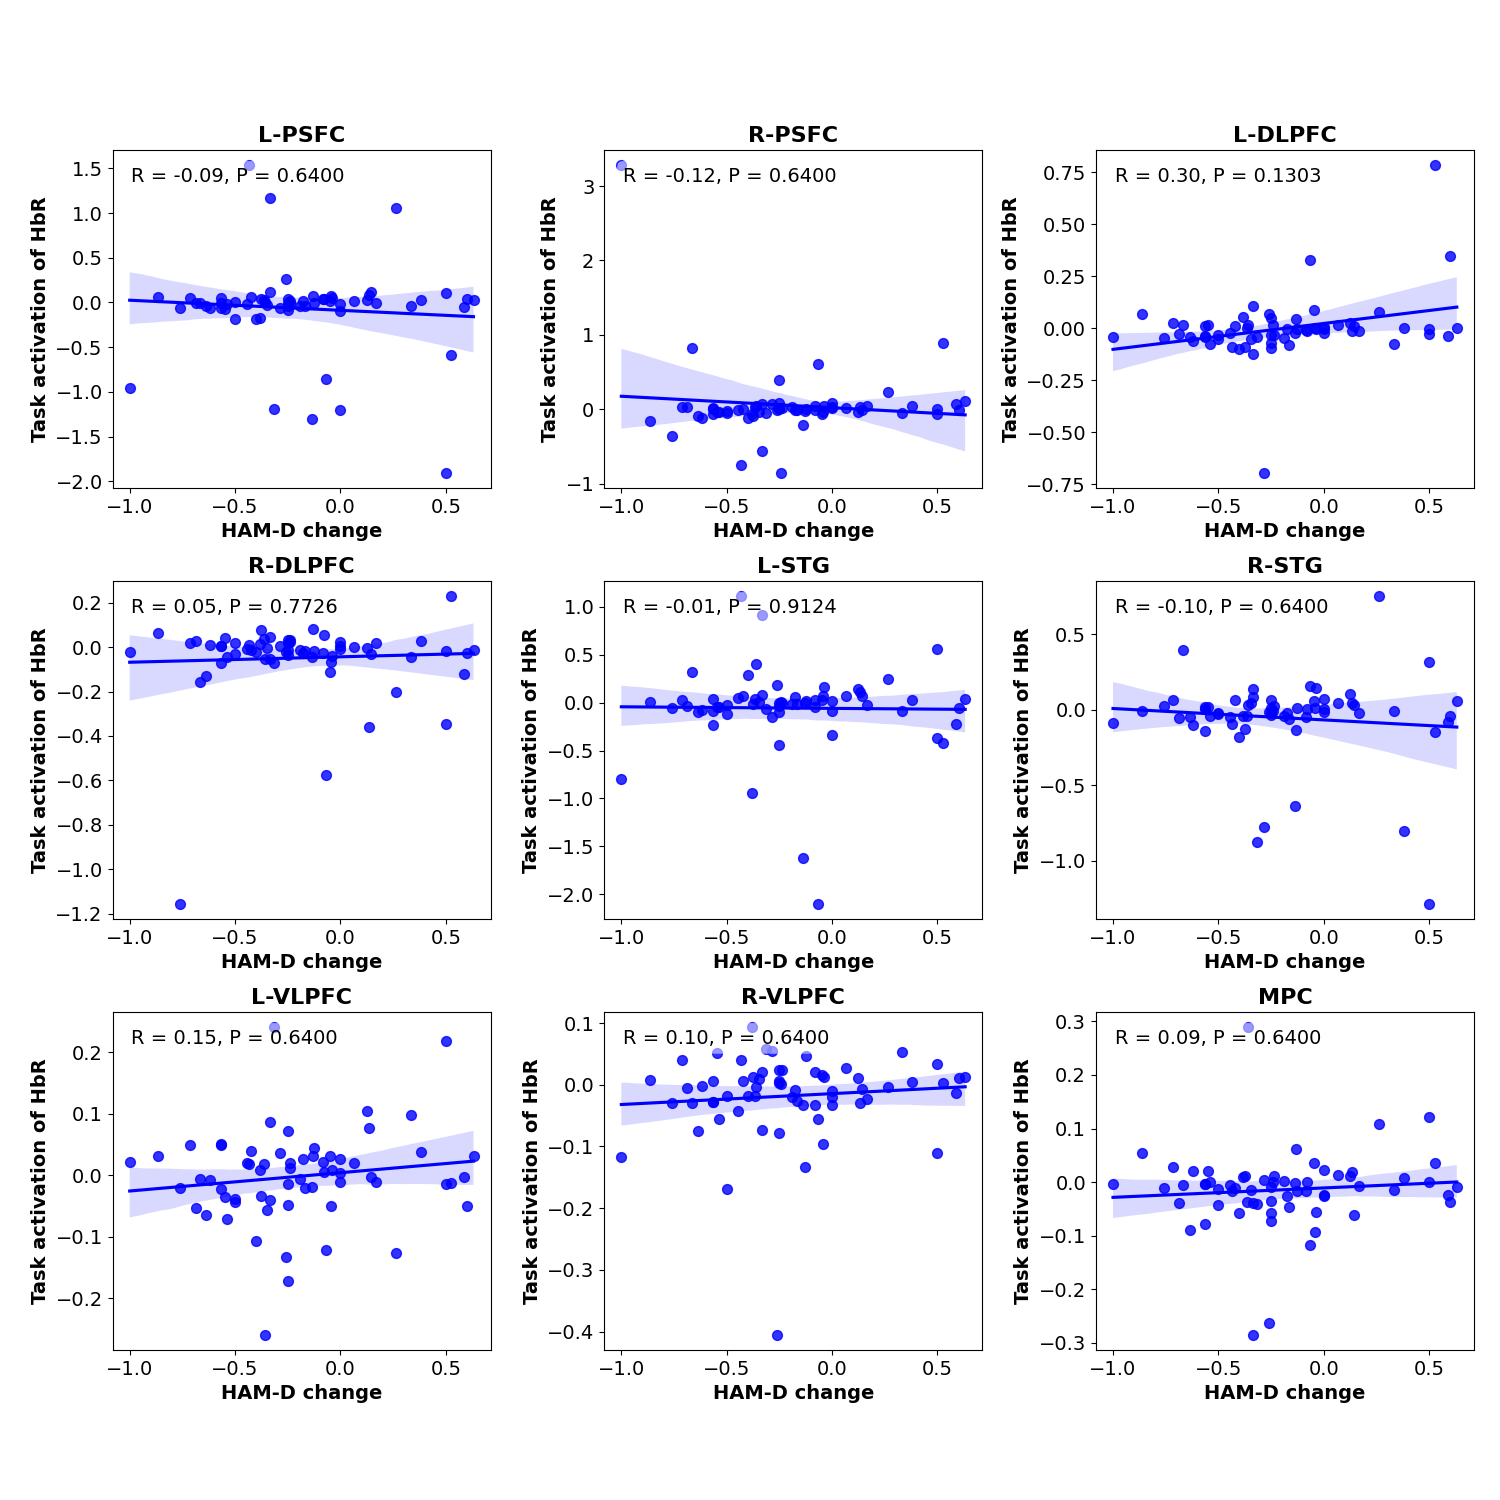 L-PSFC
R = -0.09, P = 0.6400
Task activation of HbR
1.5
1.0
0.5
0.0
−0.5
−1.0
−1.5
−2.0
−1.0 −0.5 0.0 0.5
HAM-D change
R-PSFC
R = -0.12, P = 0.6400
Task activation of HbR
3
2
1
0
−1
−1.0 −0.5 0.0 0.5
HAM-D change
L-DLPFC
R = 0.30, P = 0.1303
Task activation of HbR
0.75
0.50
0.25
0.00
−0.25
−0.50
−0.75
−1.0 −0.5 0.0 0.5
HAM-D change
R-DLPFC
R = 0.05, P = 0.7726
Task activation of HbR
0.2
0.0
−0.2
−0.4
−0.6
−0.8
−1.0
−1.2
−1.0 −0.5 0.0 0.5
HAM-D change
L-STG
R = -0.01, P = 0.9124
Task activation of HbR
1.0
0.5
0.0
−0.5
−1.0
−1.5
−2.0
−1.0 −0.5 0.0 0.5
HAM-D change
R-STG
R = -0.10, P = 0.6400
Task activation of HbR
0.5
0.0
−0.5
−1.0
−1.0 −0.5 0.0 0.5
HAM-D change
L-VLPFC
R = 0.15, P = 0.6400
Task activation of HbR
0.2
0.1
0.0
−0.1
−0.2
−1.0 −0.5 0.0 0.5
HAM-D change
R-VLPFC
R = 0.10, P = 0.6400
Task activation of HbR
0.1
0.0
−0.1
−0.2
−0.3
−0.4
−1.0 −0.5 0.0 0.5
HAM-D change
MPC
R = 0.09, P = 0.6400
Task activation of HbR
0.3
0.2
0.1
0.0
−0.1
−0.2
−0.3
−1.0 −0.5 0.0 0.5
HAM-D change